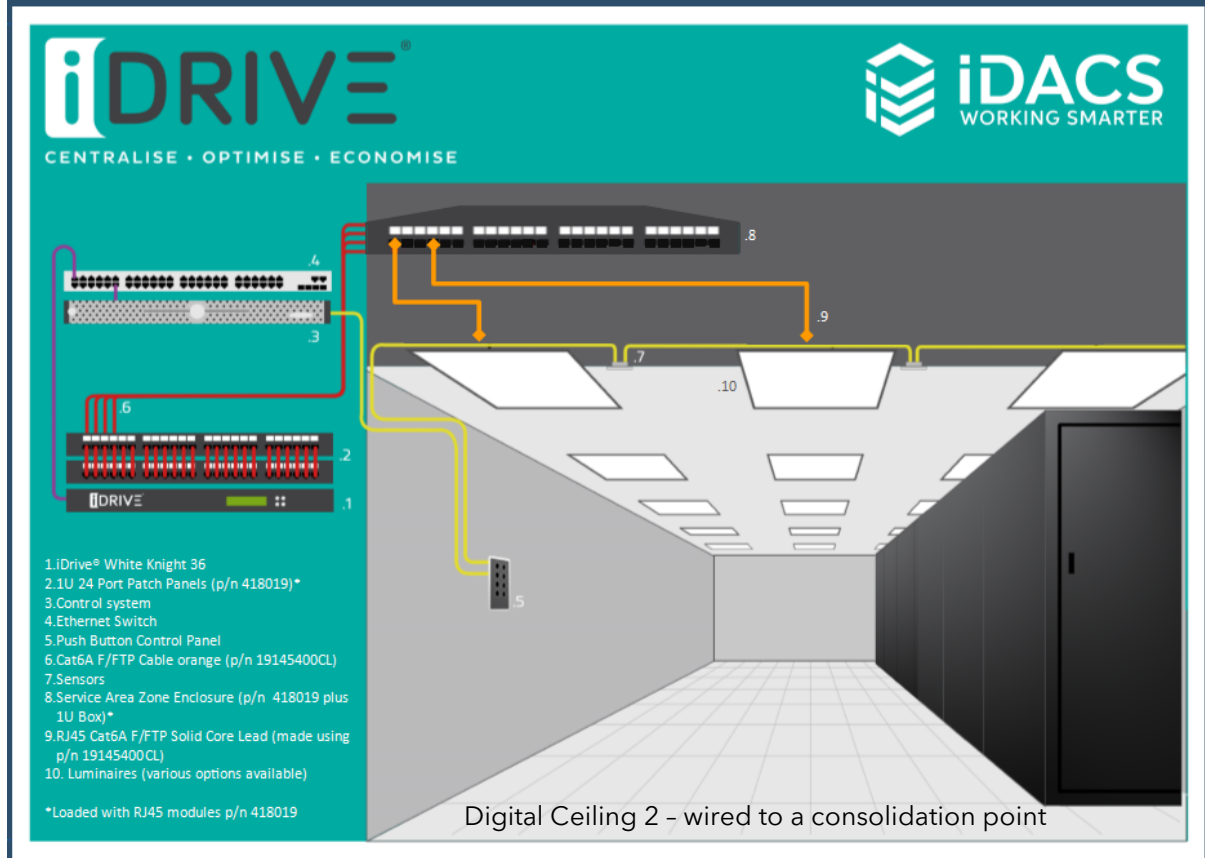 iDRIVE®
CENTRALISE • OPTIMISE • ECONOMISE
iDACS
WORKING SMARTER
.8
.4
.9
.3
.7
.10
.6
.2
iDRIVE
.1
.5
1.iDrive® White Knight 36
2.1U 24 Port Patch Panels (p/n 418019)*
3.Control system
4.Ethernet Switch
5.Push Button Control Panel
6.Cat6A F/FTP Cable orange (p/n 19145400CL)
7.Sensors
8.Service Area Zone Enclosure (p/n 418019 plus
1U Box)*
9.RJ45 Cat6A F/FTP Solid Core Lead (made using
p/n 19145400CL)
10. Luminaires (various options available)
*Loaded with RJ45 modules p/n 418019
Digital Ceiling 2 – wired to a consolidation point